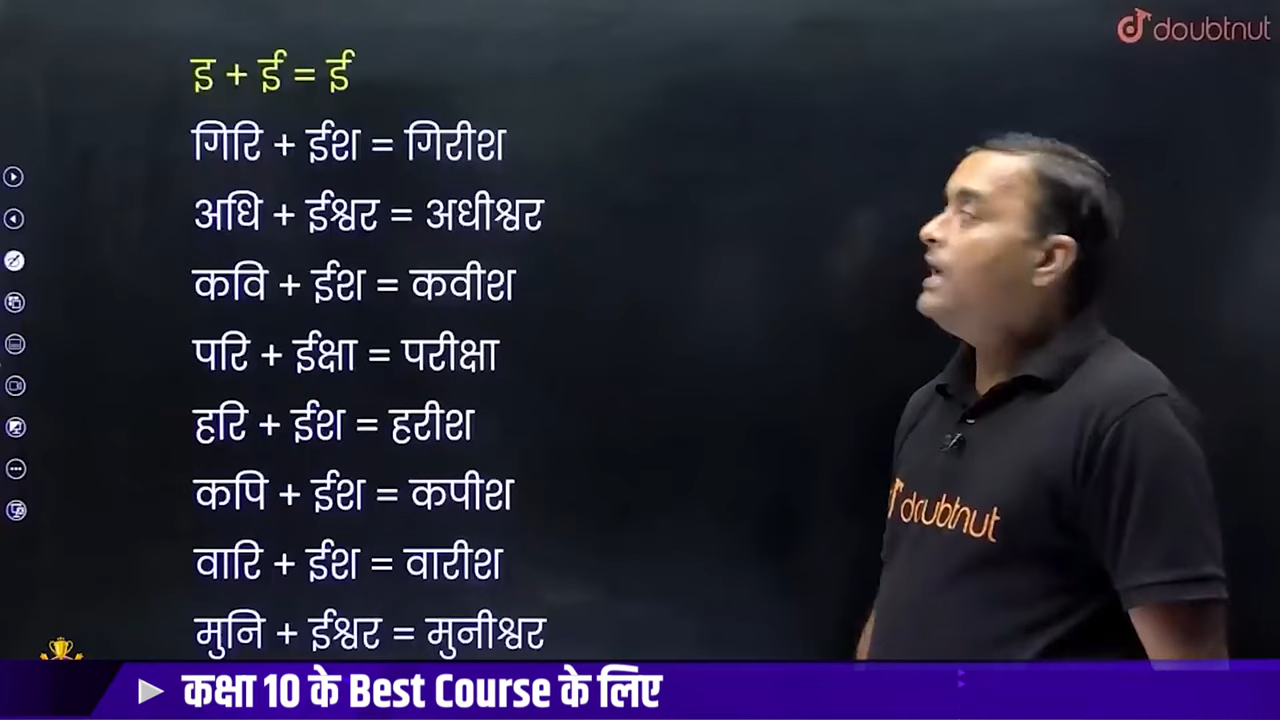 doubtnut
इ + ई = ई
गिरि + ईश = गिरीश
अधि + ईश्वर = अधीश्वर
कवि + ईश = कवीश
परि + ईक्षा = परीक्षा
हरि + ईश = हरीश
कपि + ईश = कपीश
वारि + ईश = वारीश
मुनि + ईश्वर = मुनीश्वर
doubtnut
कक्षा 10 के Best Course के लिए